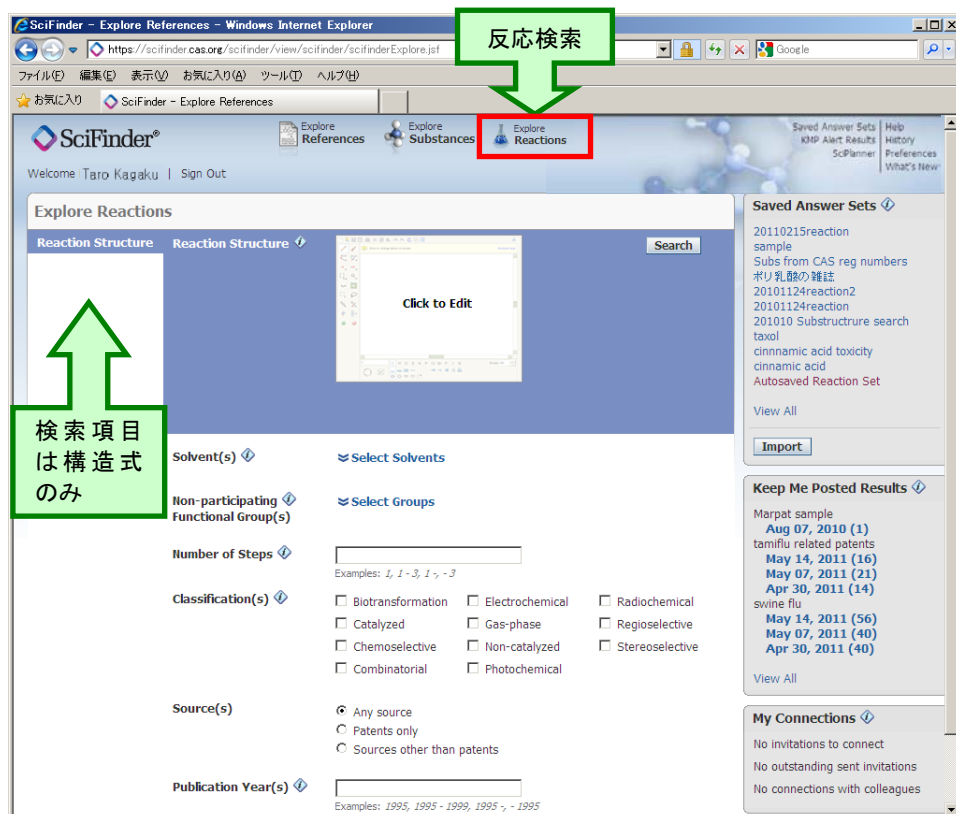 SciFinder - Explore References - Windows Internet Explorer
反応検索
https://scifinder.cas.org/scifinder/view/scifinder/scifinderExplore.jsf
Google
ファイル(F) 編集(E) 表示(V) お気に入り(A) ツール(T) ヘルプ(H)
お気に入り
SciFinder - Explore References
SciFinder®
Explore References
Explore Substances
Explore Reactions
Saved Answer Sets
KMP Alert Results
SciPlanner
Help
History
Preferences
What's New
Welcome Taro Kagaku | Sign Out
Explore Reactions
Reaction Structure
Reaction Structure
Click to Edit
Search
検索項目
は構造式
のみ
Solvent(s)
Select Solvents
Non-participating
Functional Group(s)
Select Groups
Number of Steps
Examples: 1, 1 - 3, 1 -, - 3
Classification(s)
Biotransformation Electrochemical Radiochemical
Catalyzed Gas-phase Regioselective
Chemoselective Non-catalyzed Stereoselective
Combinatorial Photochemical
Source(s)
Any source
Patents only
Sources other than patents
Publication Year(s)
Examples: 1995, 1995 - 1999, 1995 -, - 1995
Saved Answer Sets
20110215reaction
sample
Subs from CAS reg numbers
ポリ乳酸の雑誌
20101124reaction2
20101124reaction
201010 Substructrure search
taxol
cinnnamic acid toxicity
cinnamic acid
Autosaved Reaction Set
View All
Import
Keep Me Posted Results
Marpat sample
Aug 07, 2010 (1)
tamiflu related patents
May 14, 2011 (16)
May 07, 2011 (21)
Apr 30, 2011 (14)
swine flu
May 14, 2011 (56)
May 07, 2011 (40)
Apr 30, 2011 (40)
View All
My Connections
No invitations to connect
No outstanding sent invitations
No connections with colleagues